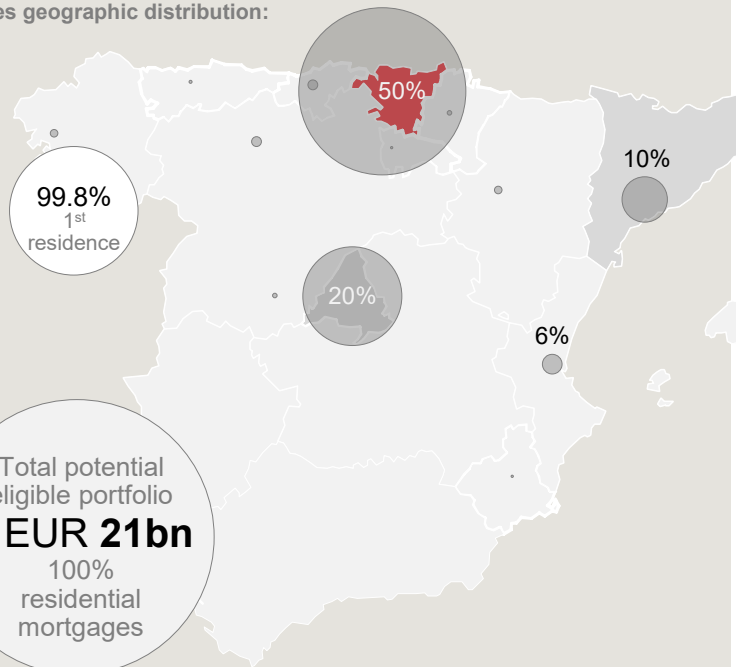 es geographic distribution:
50%
10%
99.8%
1st
residence
20%
6%
Total potential
eligible portfolio
EUR 21bn
100%
residential
mortgages